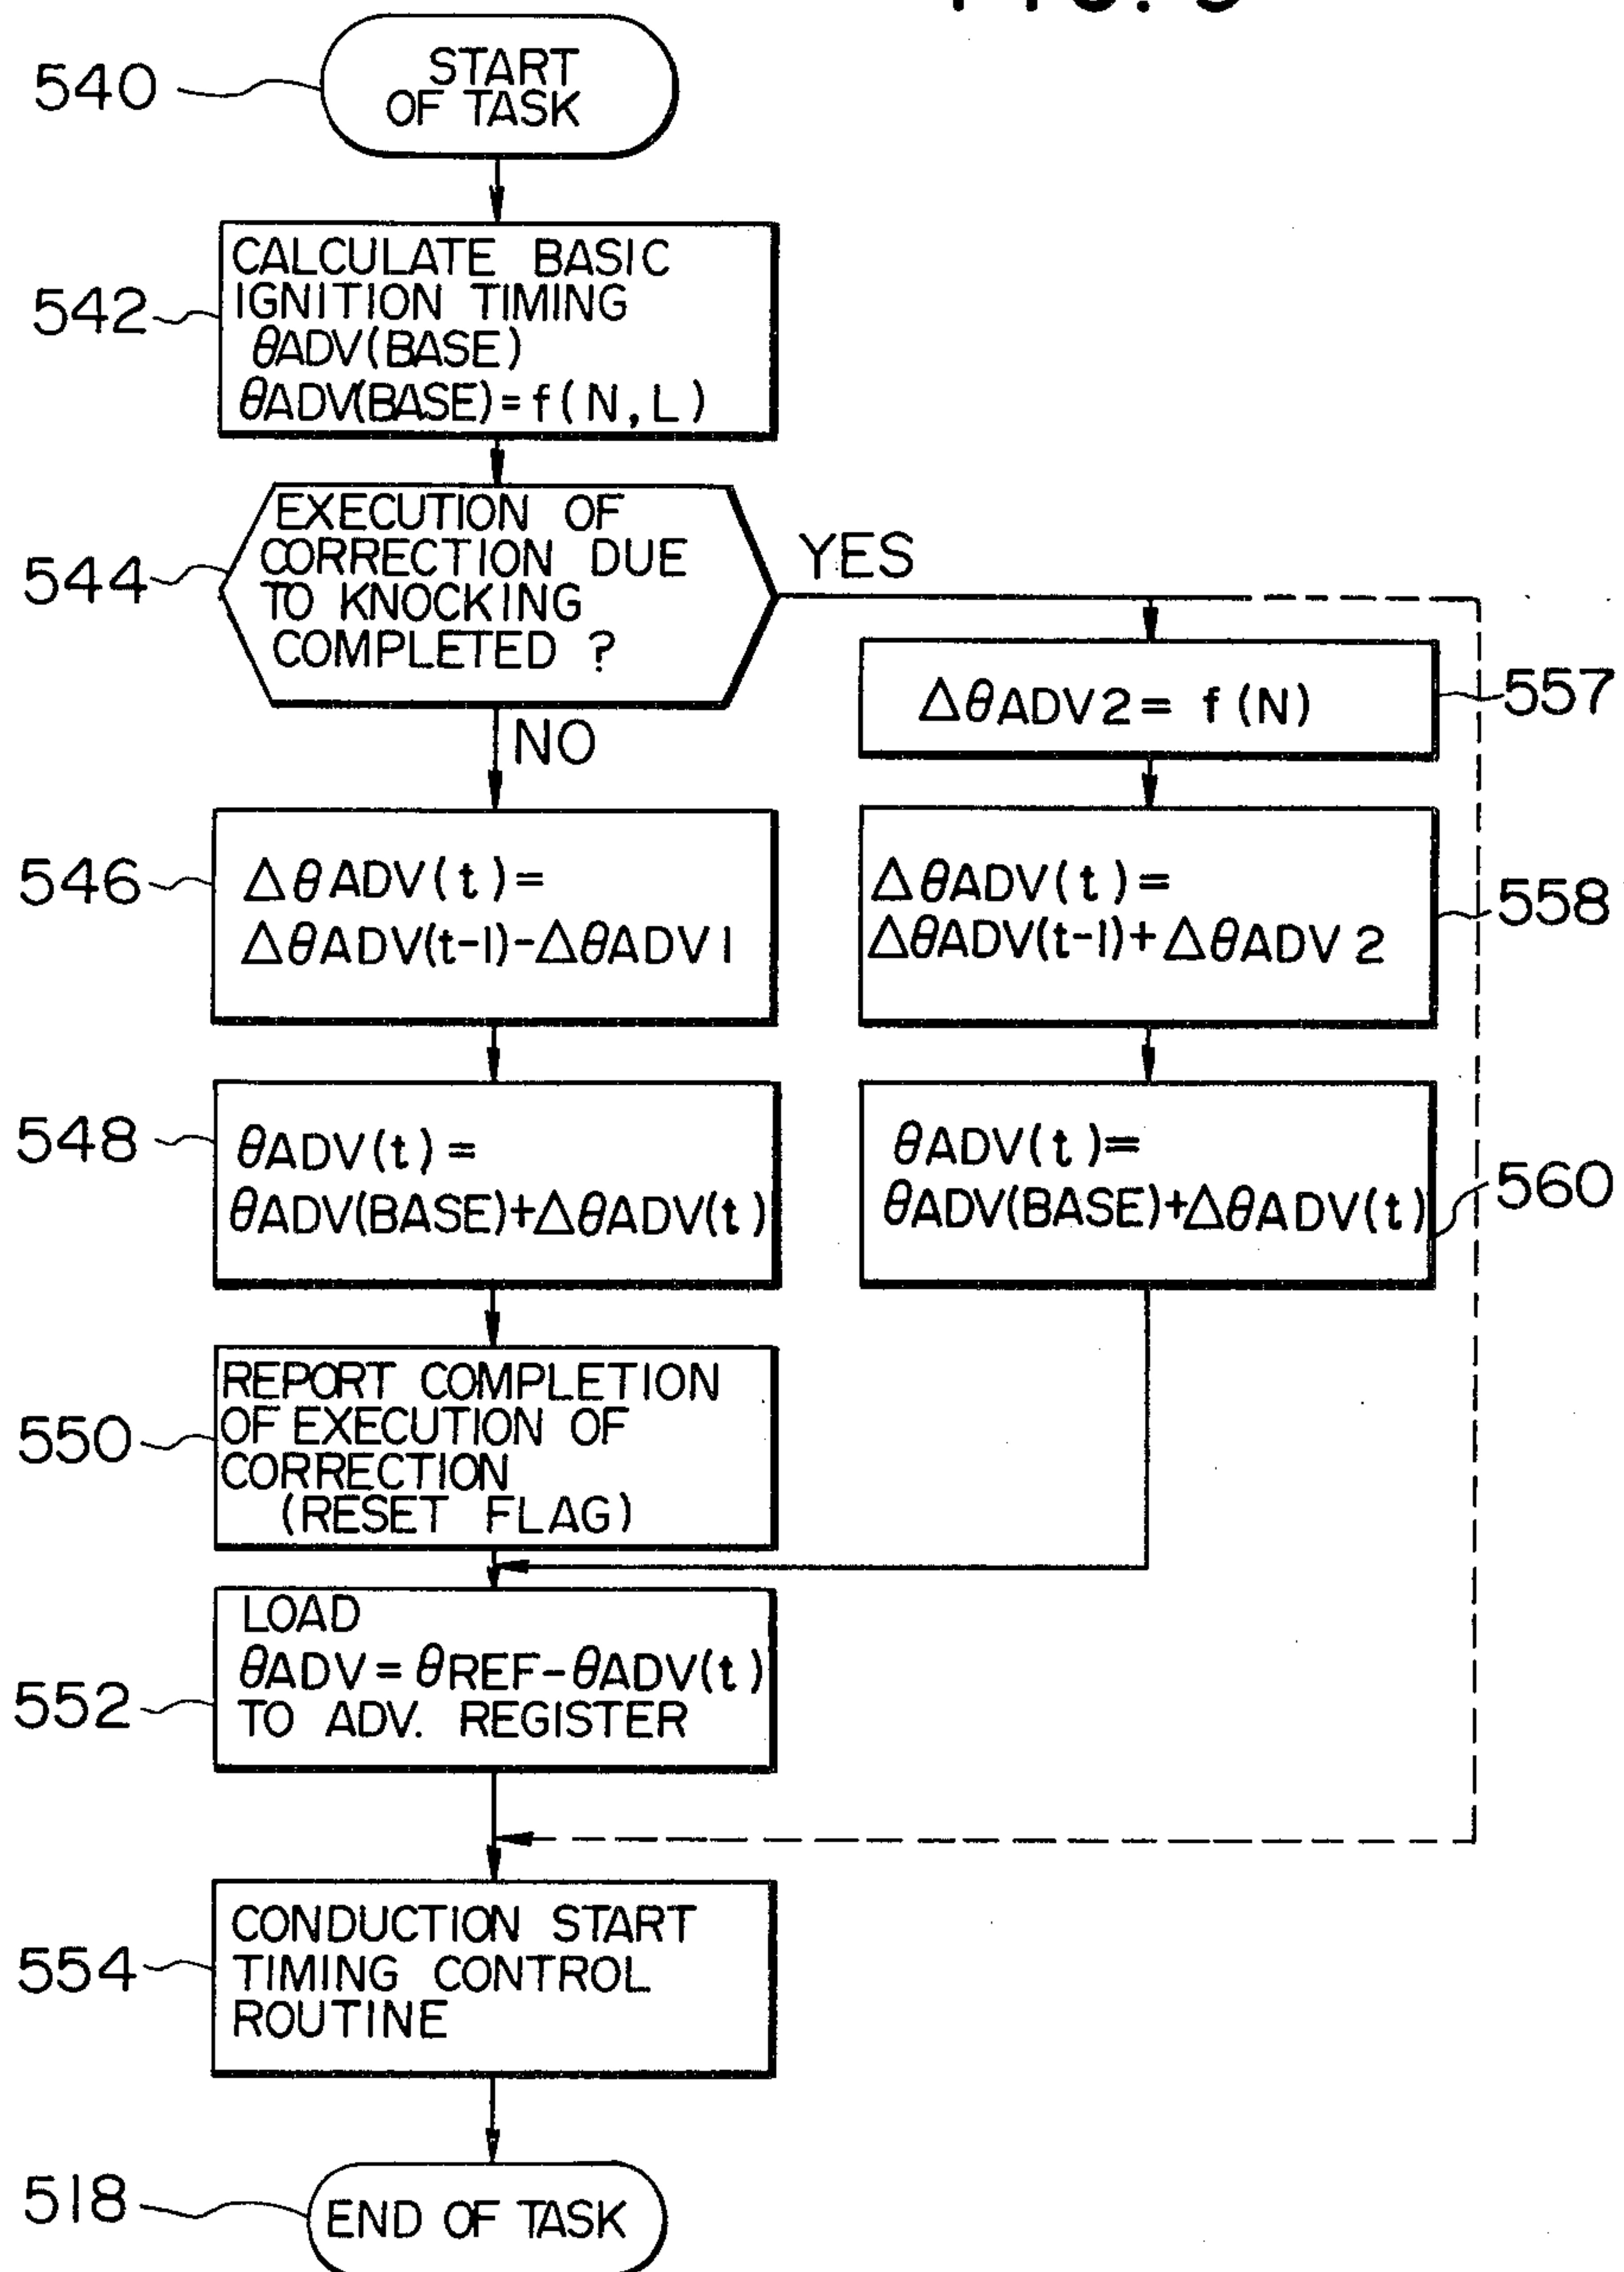 540
START
OF TASK
542
CALCULATE BASIC
IGNITION TIMING
θADV(BASE)
θADV(BASE)=f(N,L)
544
EXECUTION OF
CORRECTION DUE
TO KNOCKING
COMPLETED ?
YES
NO
557
ΔθADV2= f(N)
546
ΔθADV(t)=
ΔθADV(t-1)-ΔθADV1
558
ΔθADV(t)=
ΔθADV(t-1)+ΔθADV2
548
θADV(t)=
θADV(BASE)+ΔθADV(t)
560
θADV(t)=
θADV(BASE)+ΔθADV(t)
550
REPORT COMPLETION
OF EXECUTION OF
CORRECTION
(RESET FLAG)
552
LOAD
θADV=θREF-θADV(t)
TO ADV. REGISTER
554
CONDUCTION START
TIMING CONTROL
ROUTINE
518
END OF TASK